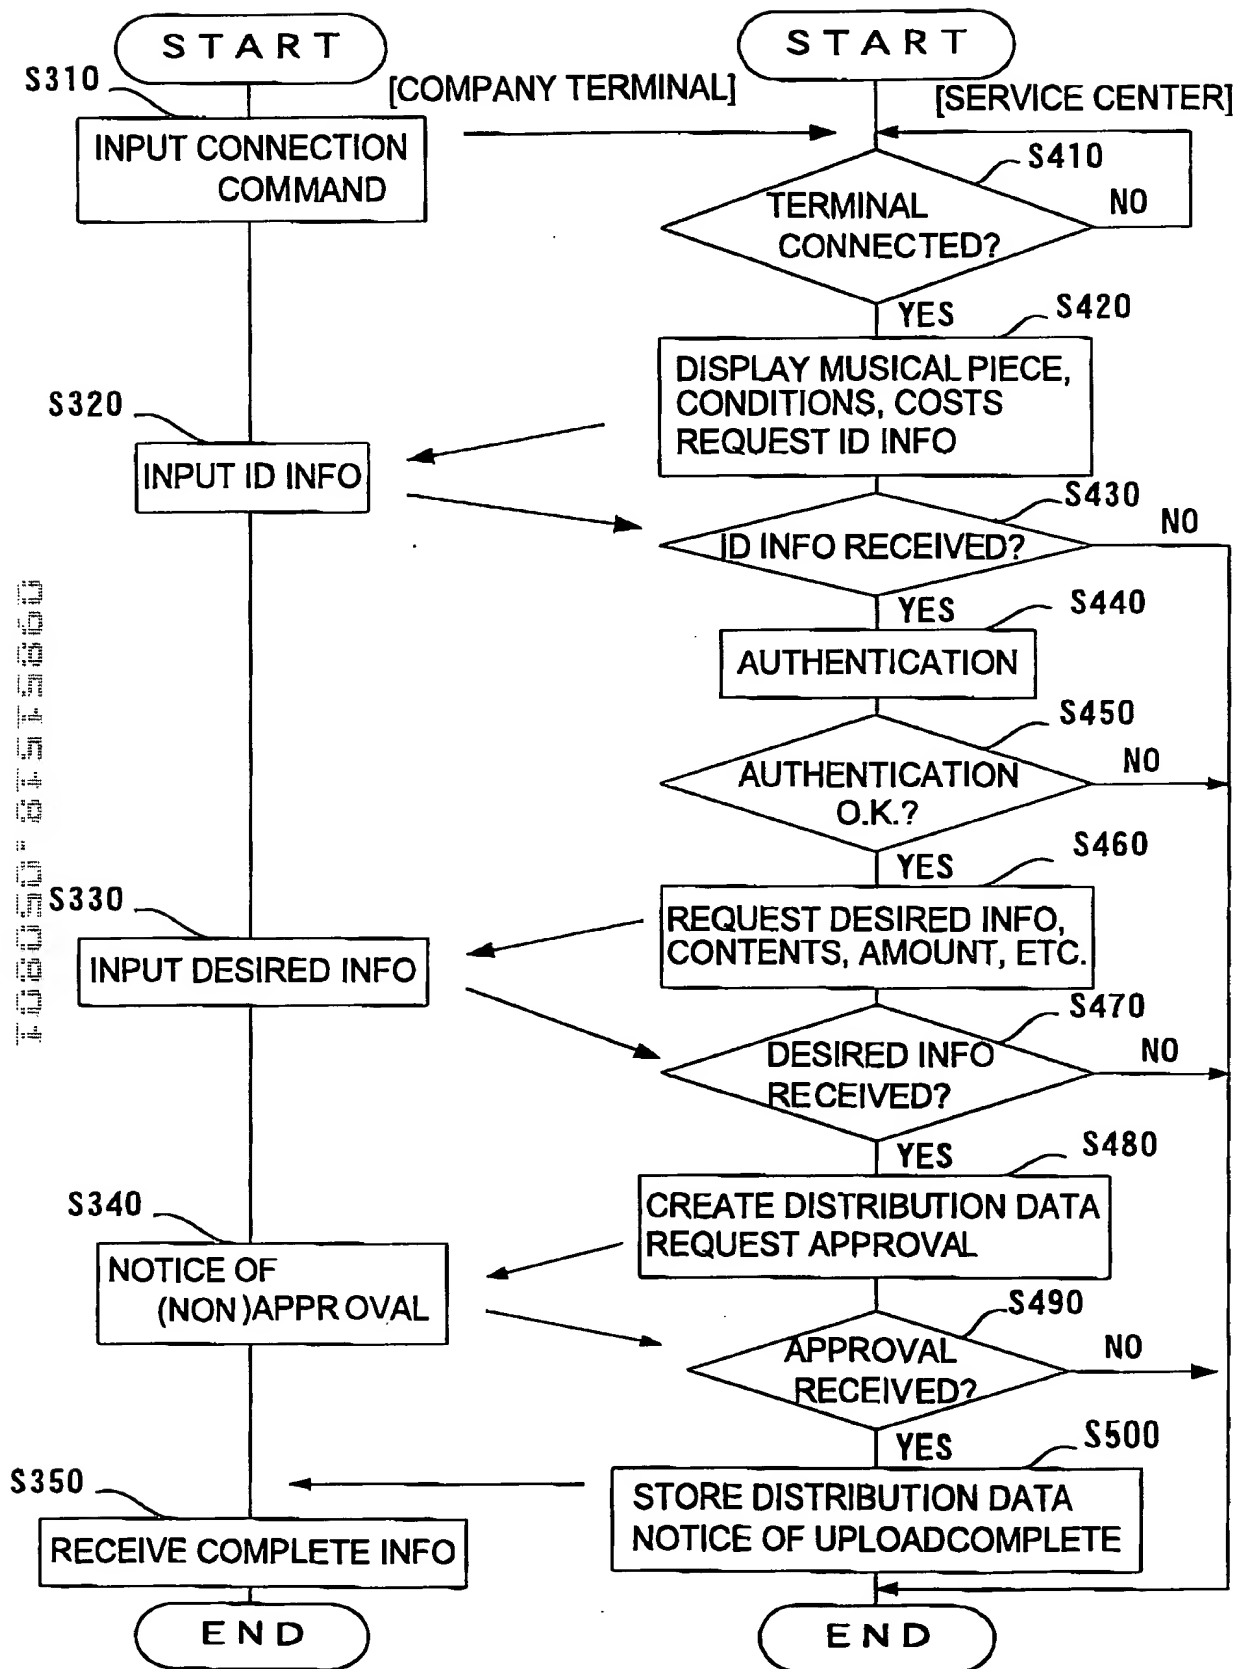 START
START
S310
[COMPANY TERMINAL]
[SERVICE CENTER]
INPUT CONNECTION
COMMAND
S410
TERMINAL
CONNECTED?
NO
YES
S420
DISPLAY MUSICAL PIECE,
CONDITIONS, COSTS
REQUEST ID INFO
S320
INPUT ID INFO
S430
ID INFO RECEIVED?
NO
YES
S440
AUTHENTICATION
S450
AUTHENTICATION
O.K.?
NO
YES
S460
REQUEST DESIRED INFO,
CONTENTS, AMOUNT, ETC.
S330
INPUT DESIRED INFO
S470
DESIRED INFO
RECEIVED?
NO
YES
S480
CREATE DISTRIBUTION DATA
REQUEST APPROVAL
S340
NOTICE OF
(NON)APPROVAL
S490
APPROVAL
RECEIVED?
NO
YES
S500
STORE DISTRIBUTION DATA
NOTICE OF UPLOADCOMPLETE
S350
RECEIVE COMPLETE INFO
END
END